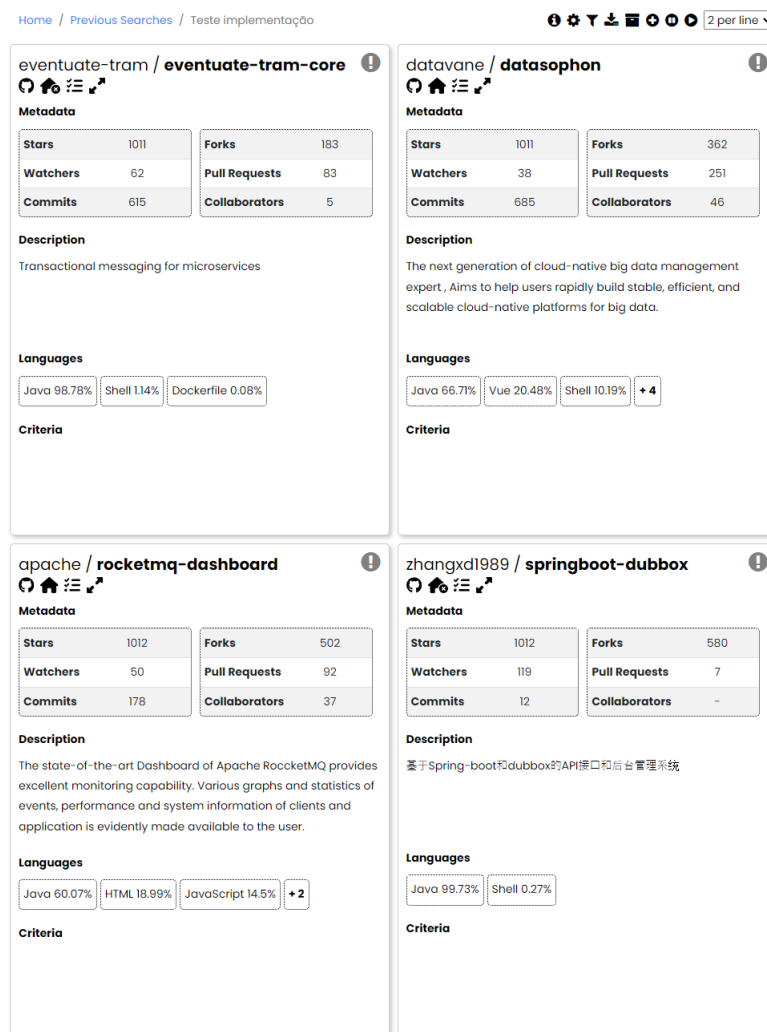 Home / Previous Searches / Teste implementação
2 per line
eventuate-tram / eventuate-tram-core
Metadata
Stars 1011 Forks 183
Watchers 62 Pull Requests 83
Commits 615 Collaborators 5
Description
Transactional messaging for microservices
Languages
Java 98.78% Shell 1.14% Dockerfile 0.08%
Criteria
datavane / datasophon
Metadata
Stars 1011 Forks 362
Watchers 38 Pull Requests 251
Commits 685 Collaborators 46
Description
The next generation of cloud-native big data management
expert , Aims to help users rapidly build stable, efficient, and
scalable cloud-native platforms for big data.
Languages
Java 66.71% Vue 20.48% Shell 10.19% + 4
Criteria
apache / rocketmq-dashboard
Metadata
Stars 1012 Forks 502
Watchers 50 Pull Requests 92
Commits 178 Collaborators 37
Description
The state-of-the-art Dashboard of Apache RoccketMQ provides
excellent monitoring capability. Various graphs and statistics of
events, performance and system information of clients and
application is evidently made available to the user.
Languages
Java 60.07% HTML 18.99% JavaScript 14.5% + 2
Criteria
zhangxd1989 / springboot-dubbox
Metadata
Stars 1012 Forks 580
Watchers 119 Pull Requests 7
Commits 12 Collaborators -
Description
基于Spring-boot和dubbox的API接口和后台管理系统
Languages
Java 99.73% Shell 0.27%
Criteria